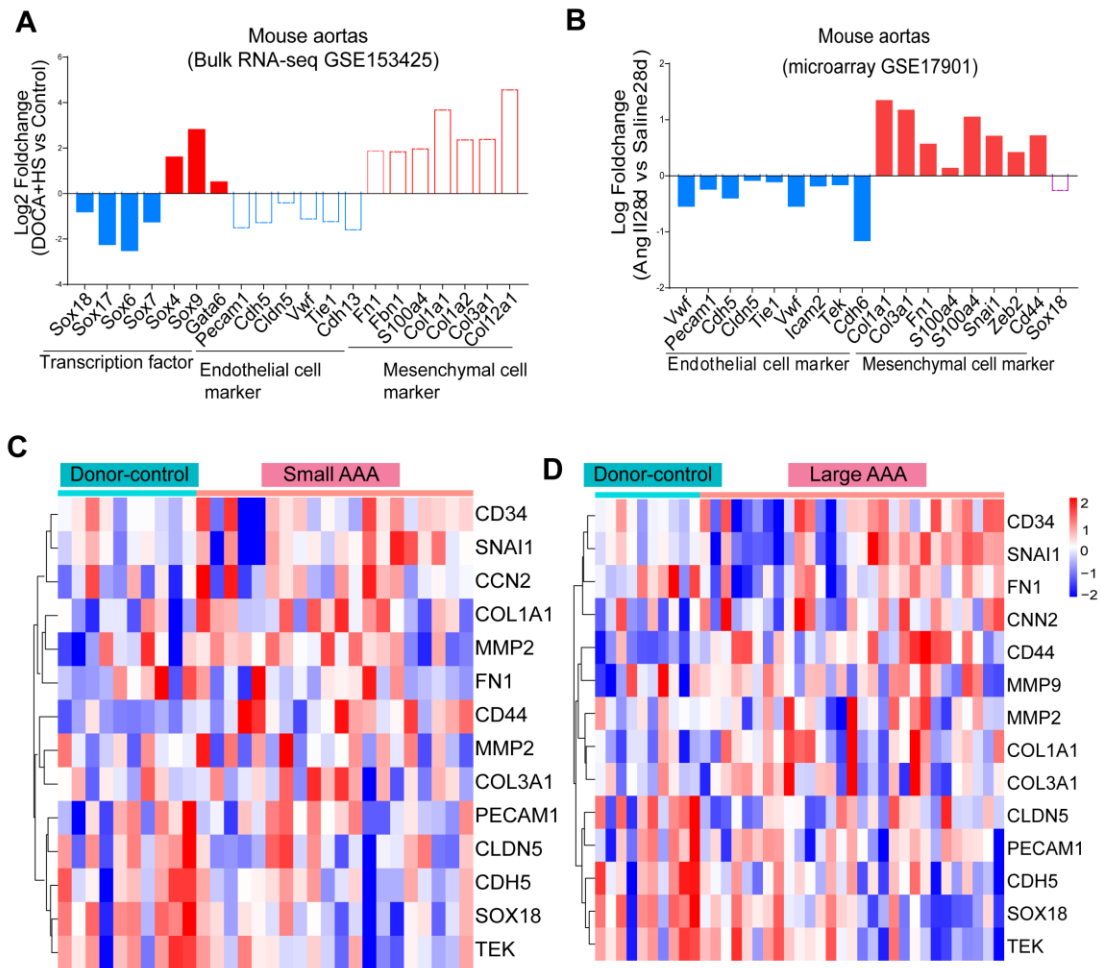 A
Mouse aortas
(Bulk RNA-seq GSE153425)
Log2 Foldchange
(DOCA+HS vs Control)
6
4
2
0
-2
-4
Sox18
Sox17
Sox6
Sox7
Sox4
Sox9
Gata6
Pecam1
Cdh5
Cldn5
Vwf
Tie1
Cdh13
Fn1
Fbn1
S100a4
Col1a1
Col1a2
Col3a1
Col12a1
Transcription factor
Endothelial cell
marker
Mesenchymal cell
marker
B
Mouse aortas
(microarray GSE17901)
Log Foldchange
(Ang II28d vs Saline28d)
2
1
0
-1
-2
Vwf
Pecam1
Cdh5
Cldn5
Tie1
Vwf
Icam2
Tek
Cdh6
Col1a1
Col3a1
Fn1
S100a4
S100a4
Snai1
Zeb2
Cd44
Sox18
Endothelial cell marker
Mesenchymal cell marker
C
Donor-control
Small AAA
CD34
SNAI1
CCN2
COL1A1
MMP2
FN1
CD44
MMP2
COL3A1
PECAM1
CLDN5
CDH5
SOX18
TEK
D
Donor-control
Large AAA
CD34
SNAI1
FN1
CNN2
CD44
MMP9
MMP2
COL1A1
COL3A1
CLDN5
PECAM1
CDH5
SOX18
TEK
2
1
0
−1
−2